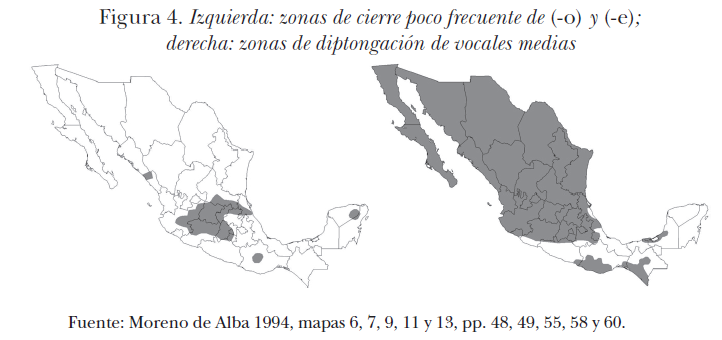 Figura 4. Izquierda: zonas de cierre poco frecuente de (-o) y (-e);
derecha: zonas de diptongación de vocales medias
Fuente: Moreno de Alba 1994, mapas 6, 7, 9, 11 y 13, pp. 48, 49, 55, 58 y 60.